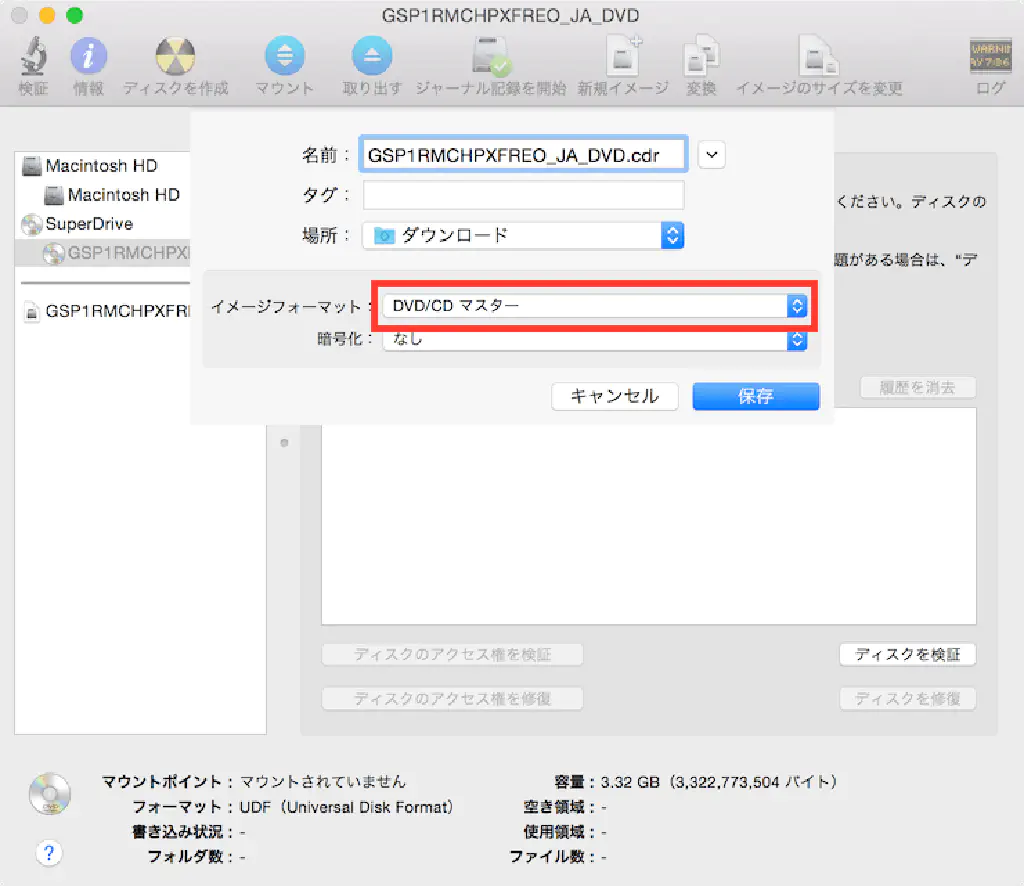 GSP1RMCHPXFREO_JA_DVD
検証 情報 ディスクを作成 マウント 取り出す ジャーナル記録を開始 新規イメージ 変換 イメージのサイズを変更 ログ
WARNIN
AY 7:86
名前： GSP1RMCHPXFREO_JA_DVD.cdr
タグ：
場所： ダウンロード
イメージフォーマット： DVD/CD マスター
暗号化： なし
キャンセル 保存
Macintosh HD
Macintosh HD
SuperDrive
GSP1RMCHPX
GSP1RMCHPXFRI
ください。ディスクの
題がある場合は、“デ
履歴を消去
ディスクのアクセス権を検証 ディスクを検証
ディスクのアクセス権を修復 ディスクを修復
マウントポイント：マウントされていません 容量：3.32 GB（3,322,773,504 バイト）
フォーマット：UDF（Universal Disk Format） 空き領域：-
書き込み状況：- 使用領域：-
フォルダ数：- ファイル数：-
DVD
?